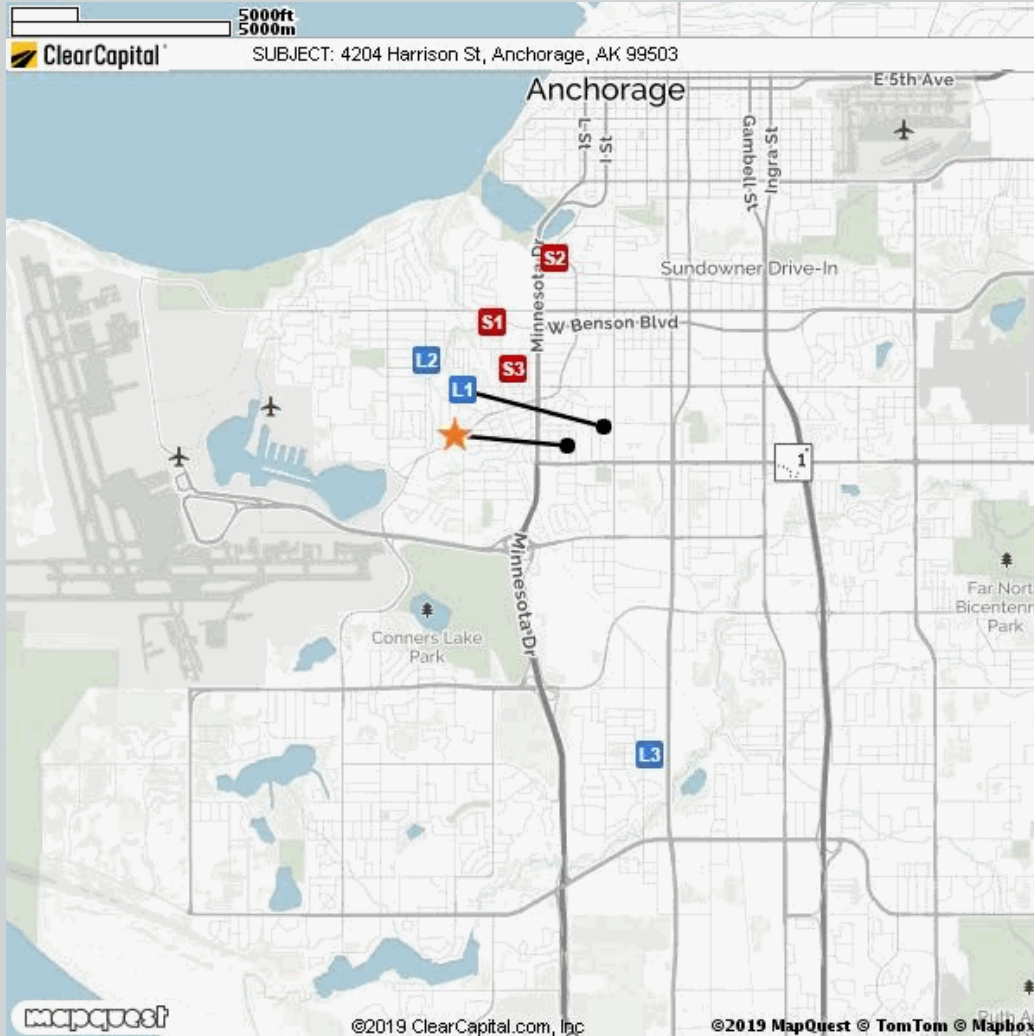 5000ft
5000m
ClearCapital
SUBJECT: 4204 Harrison St, Anchorage, AK 99503
Anchorage
E 5th Ave
L St
I St
Gambell St
Ingra St
Minnesota Dr
S2
Sundowner Drive-In
S1
W Benson Blvd
L2
S3
L1
1
Minnesota Dr
Far North
Bicentenn
Park
Conners Lake
Park
L3
mapquest
©2019 ClearCapital.com, Inc
©2019 MapQuest © TomTom © Mapbox